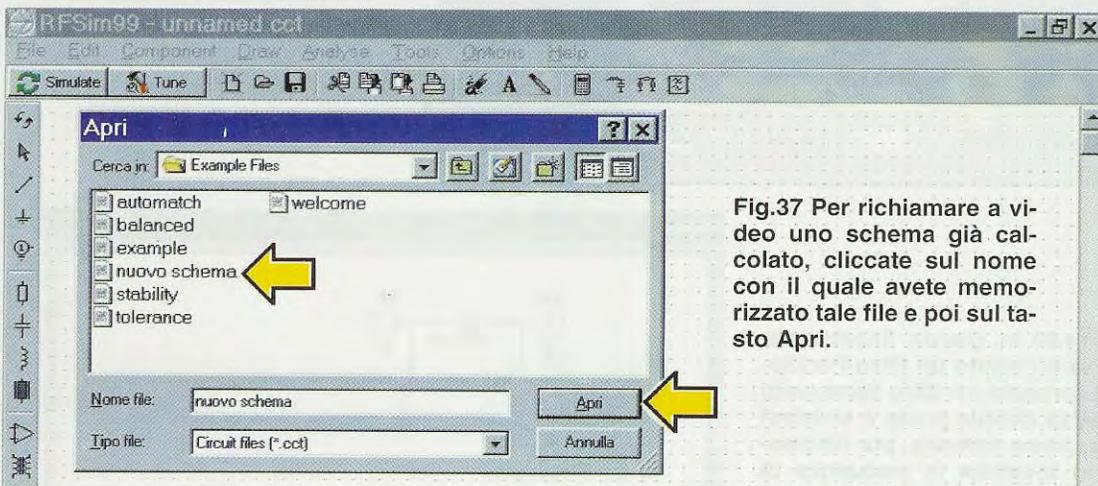 RFSim99 - unnamed.cct
File Edit Component Draw Analyse Tools Options Help
Simulate Tune
Apri
Cerca in: Example Files
automatch welcome
balanced
example
nuovo schema
stability
tolerance
Nome file: nuovo schema Apri
Tipo file: Circuit files (*.cct) Annulla
Fig.37 Per richiamare a vi-
deo uno schema già cal-
colato, cliccate sul nome
con il quale avete memo-
rizzato tale file e poi sul ta-
sto Apri.